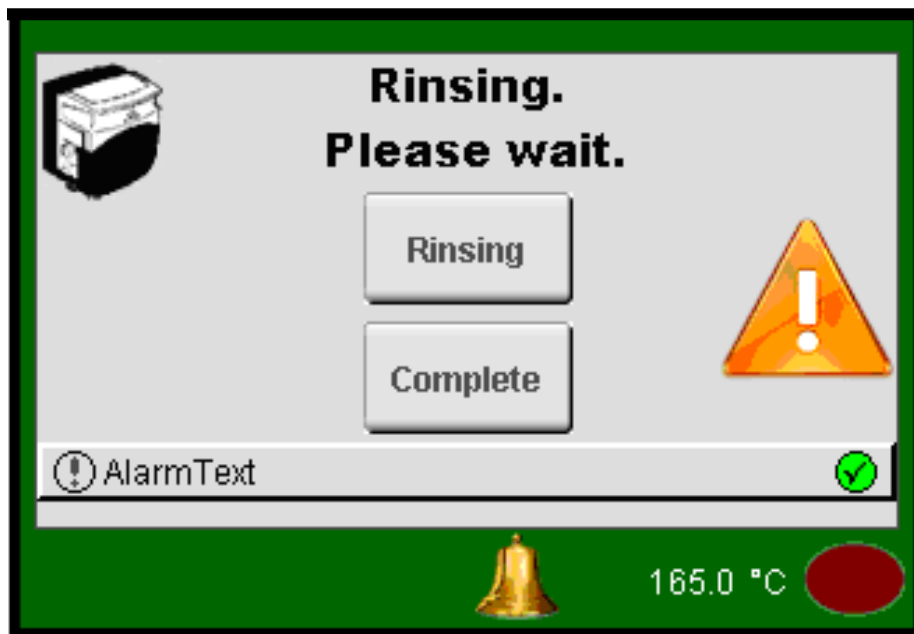 Rinsing.
Please wait.
Rinsing
Complete
AlarmText
165.0 °C